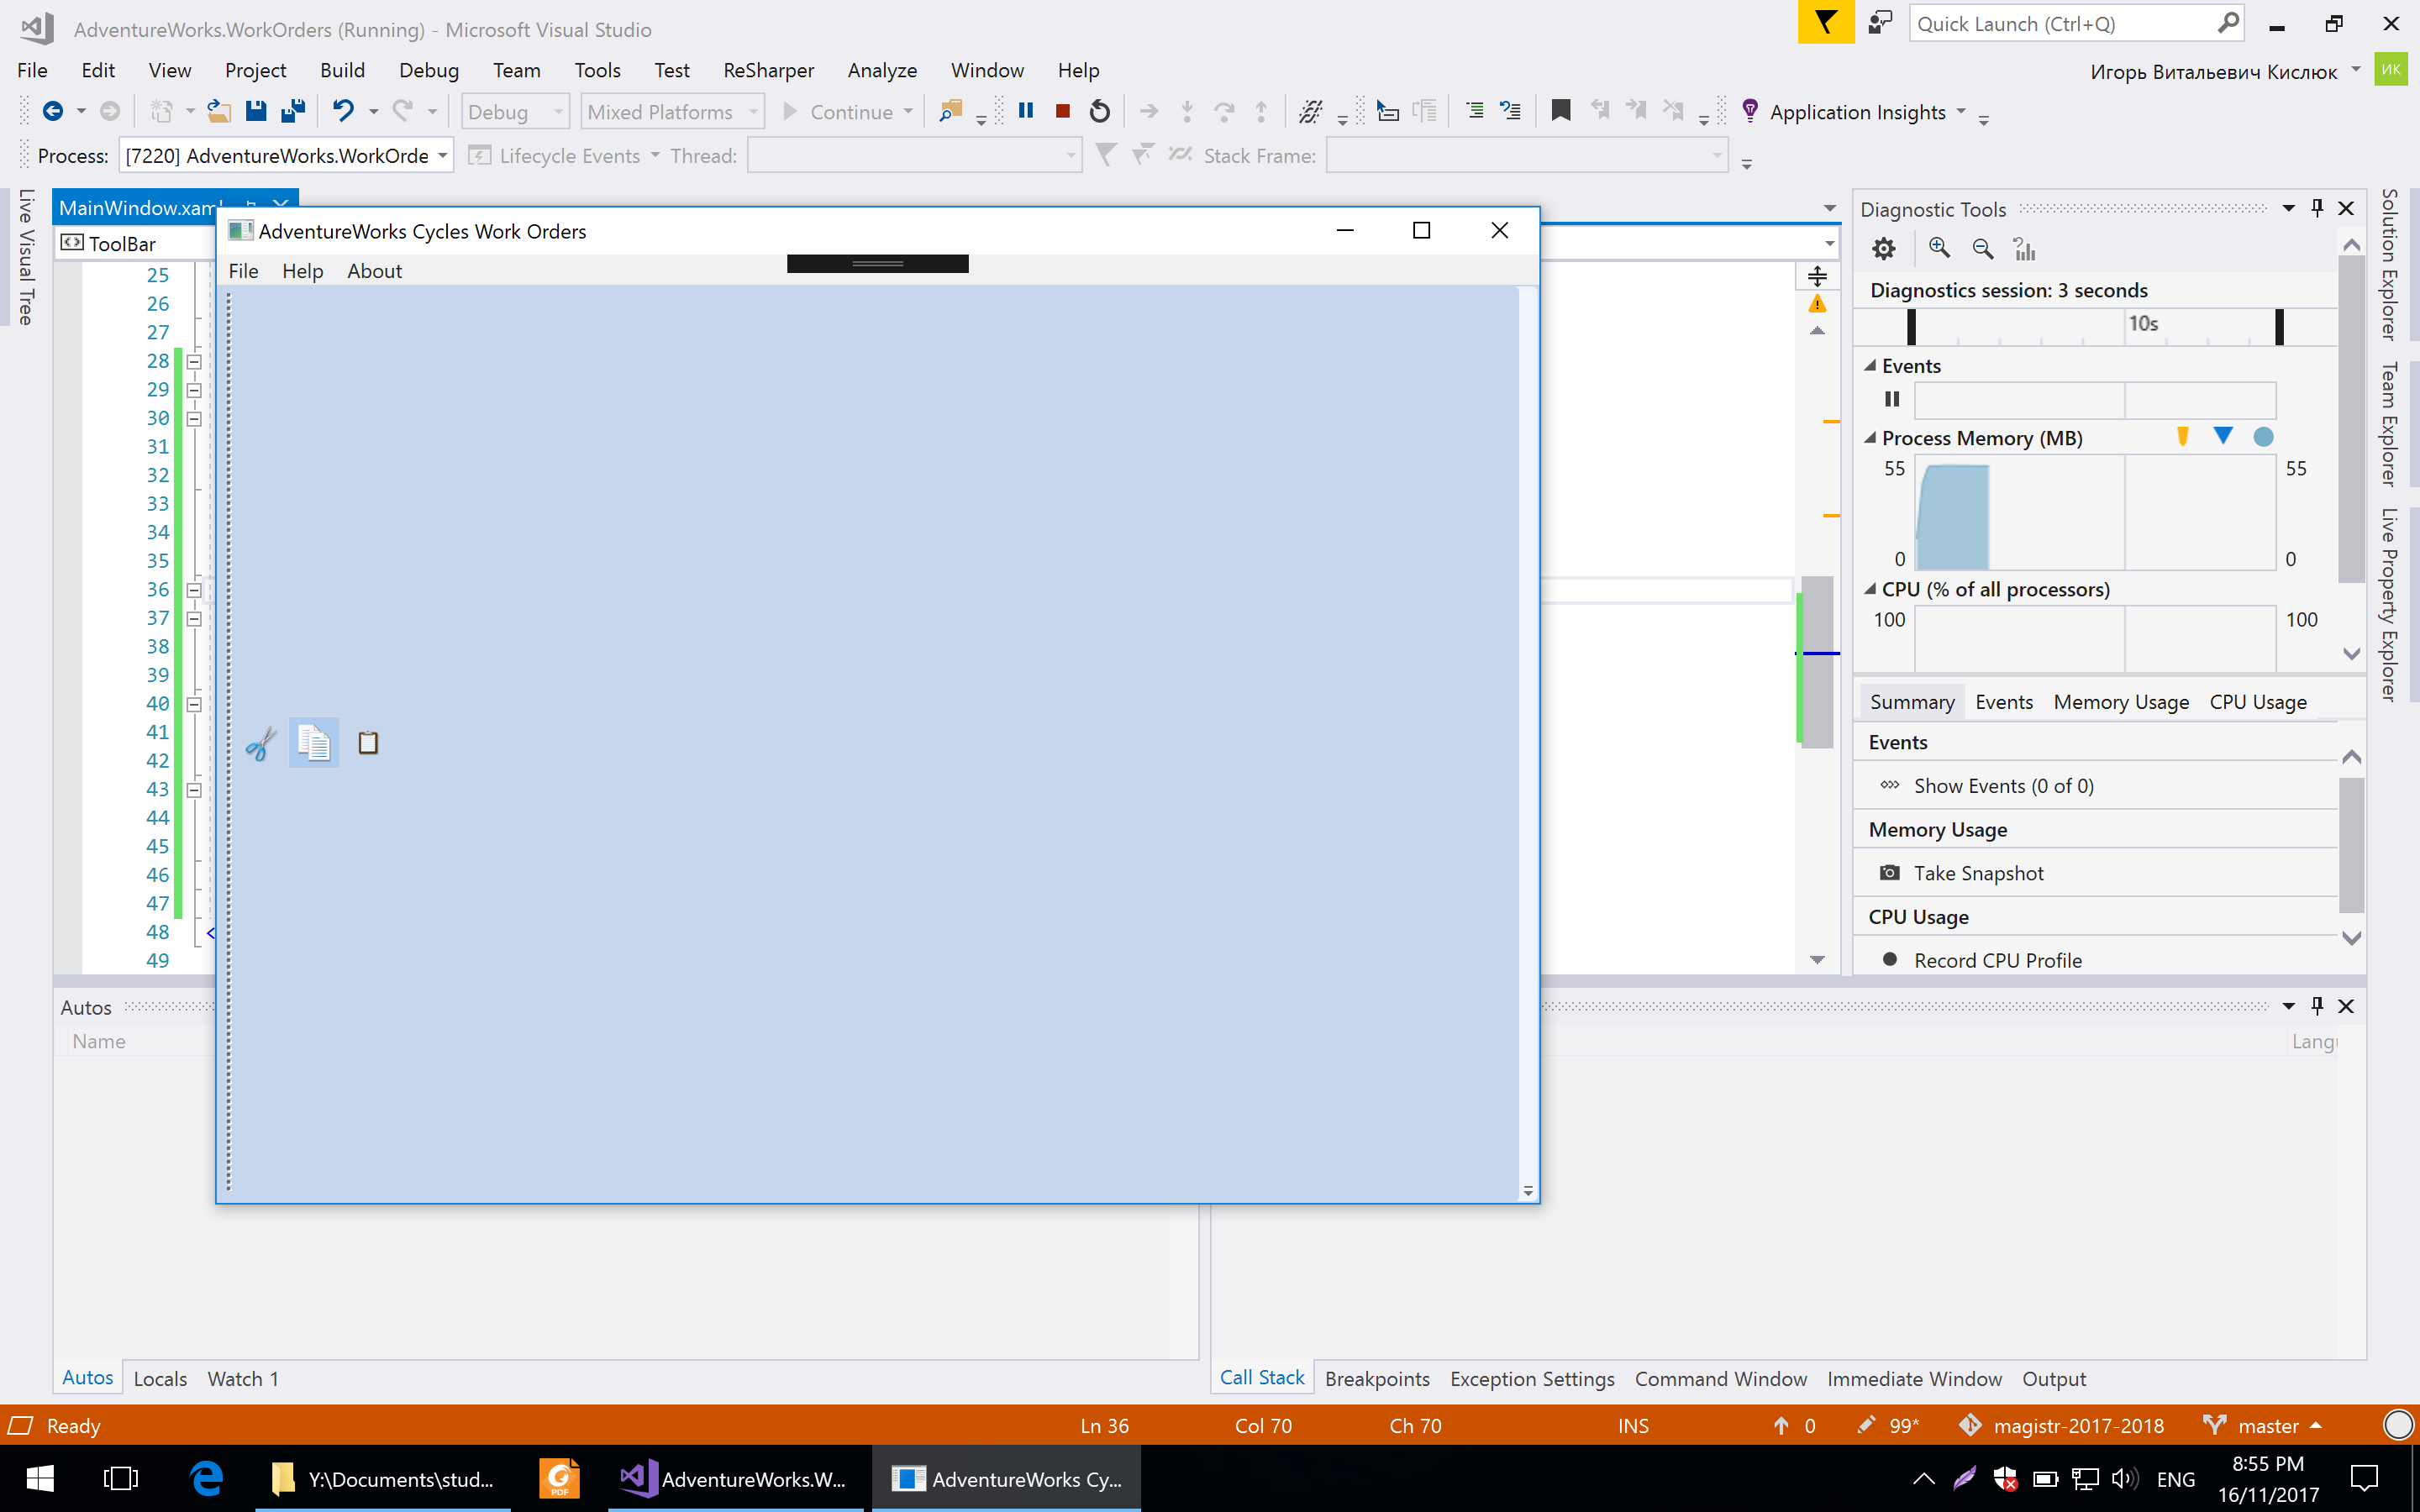 AdventureWorks.WorkOrders (Running) - Microsoft Visual Studio
Quick Launch (Ctrl+Q)
File Edit View Project Build Debug Team Tools Test ReSharper Analyze Window Help
Игорь Витальевич Кислюк
ИК
Debug Mixed Platforms Continue Application Insights
Process: [7220] AdventureWorks.WorkOrde Lifecycle Events Thread: Stack Frame:
Live Visual Tree
MainWindow.xaml
ToolBar
AdventureWorks Cycles Work Orders
File Help About
25
26
27
28
29
30
31
32
33
34
35
36
37
38
39
40
41
42
43
44
45
46
47
48 <
49
Diagnostic Tools
Diagnostics session: 3 seconds
10s
Events
Process Memory (MB)
55 55
0 0
CPU (% of all processors)
100 100
Summary Events Memory Usage CPU Usage
Events
Show Events (0 of 0)
Memory Usage
Take Snapshot
CPU Usage
Record CPU Profile
Solution Explorer
Team Explorer
Live Property Explorer
Autos
Name
Lang
Autos Locals Watch 1
Call Stack Breakpoints Exception Settings Command Window Immediate Window Output
Ready Ln 36 Col 70 Ch 70 INS 0 99* magistr-2017-2018 master
Y:\Documents\stud...
PDF
AdventureWorks.W...
AdventureWorks Cy...
ENG
8:55 PM
16/11/2017